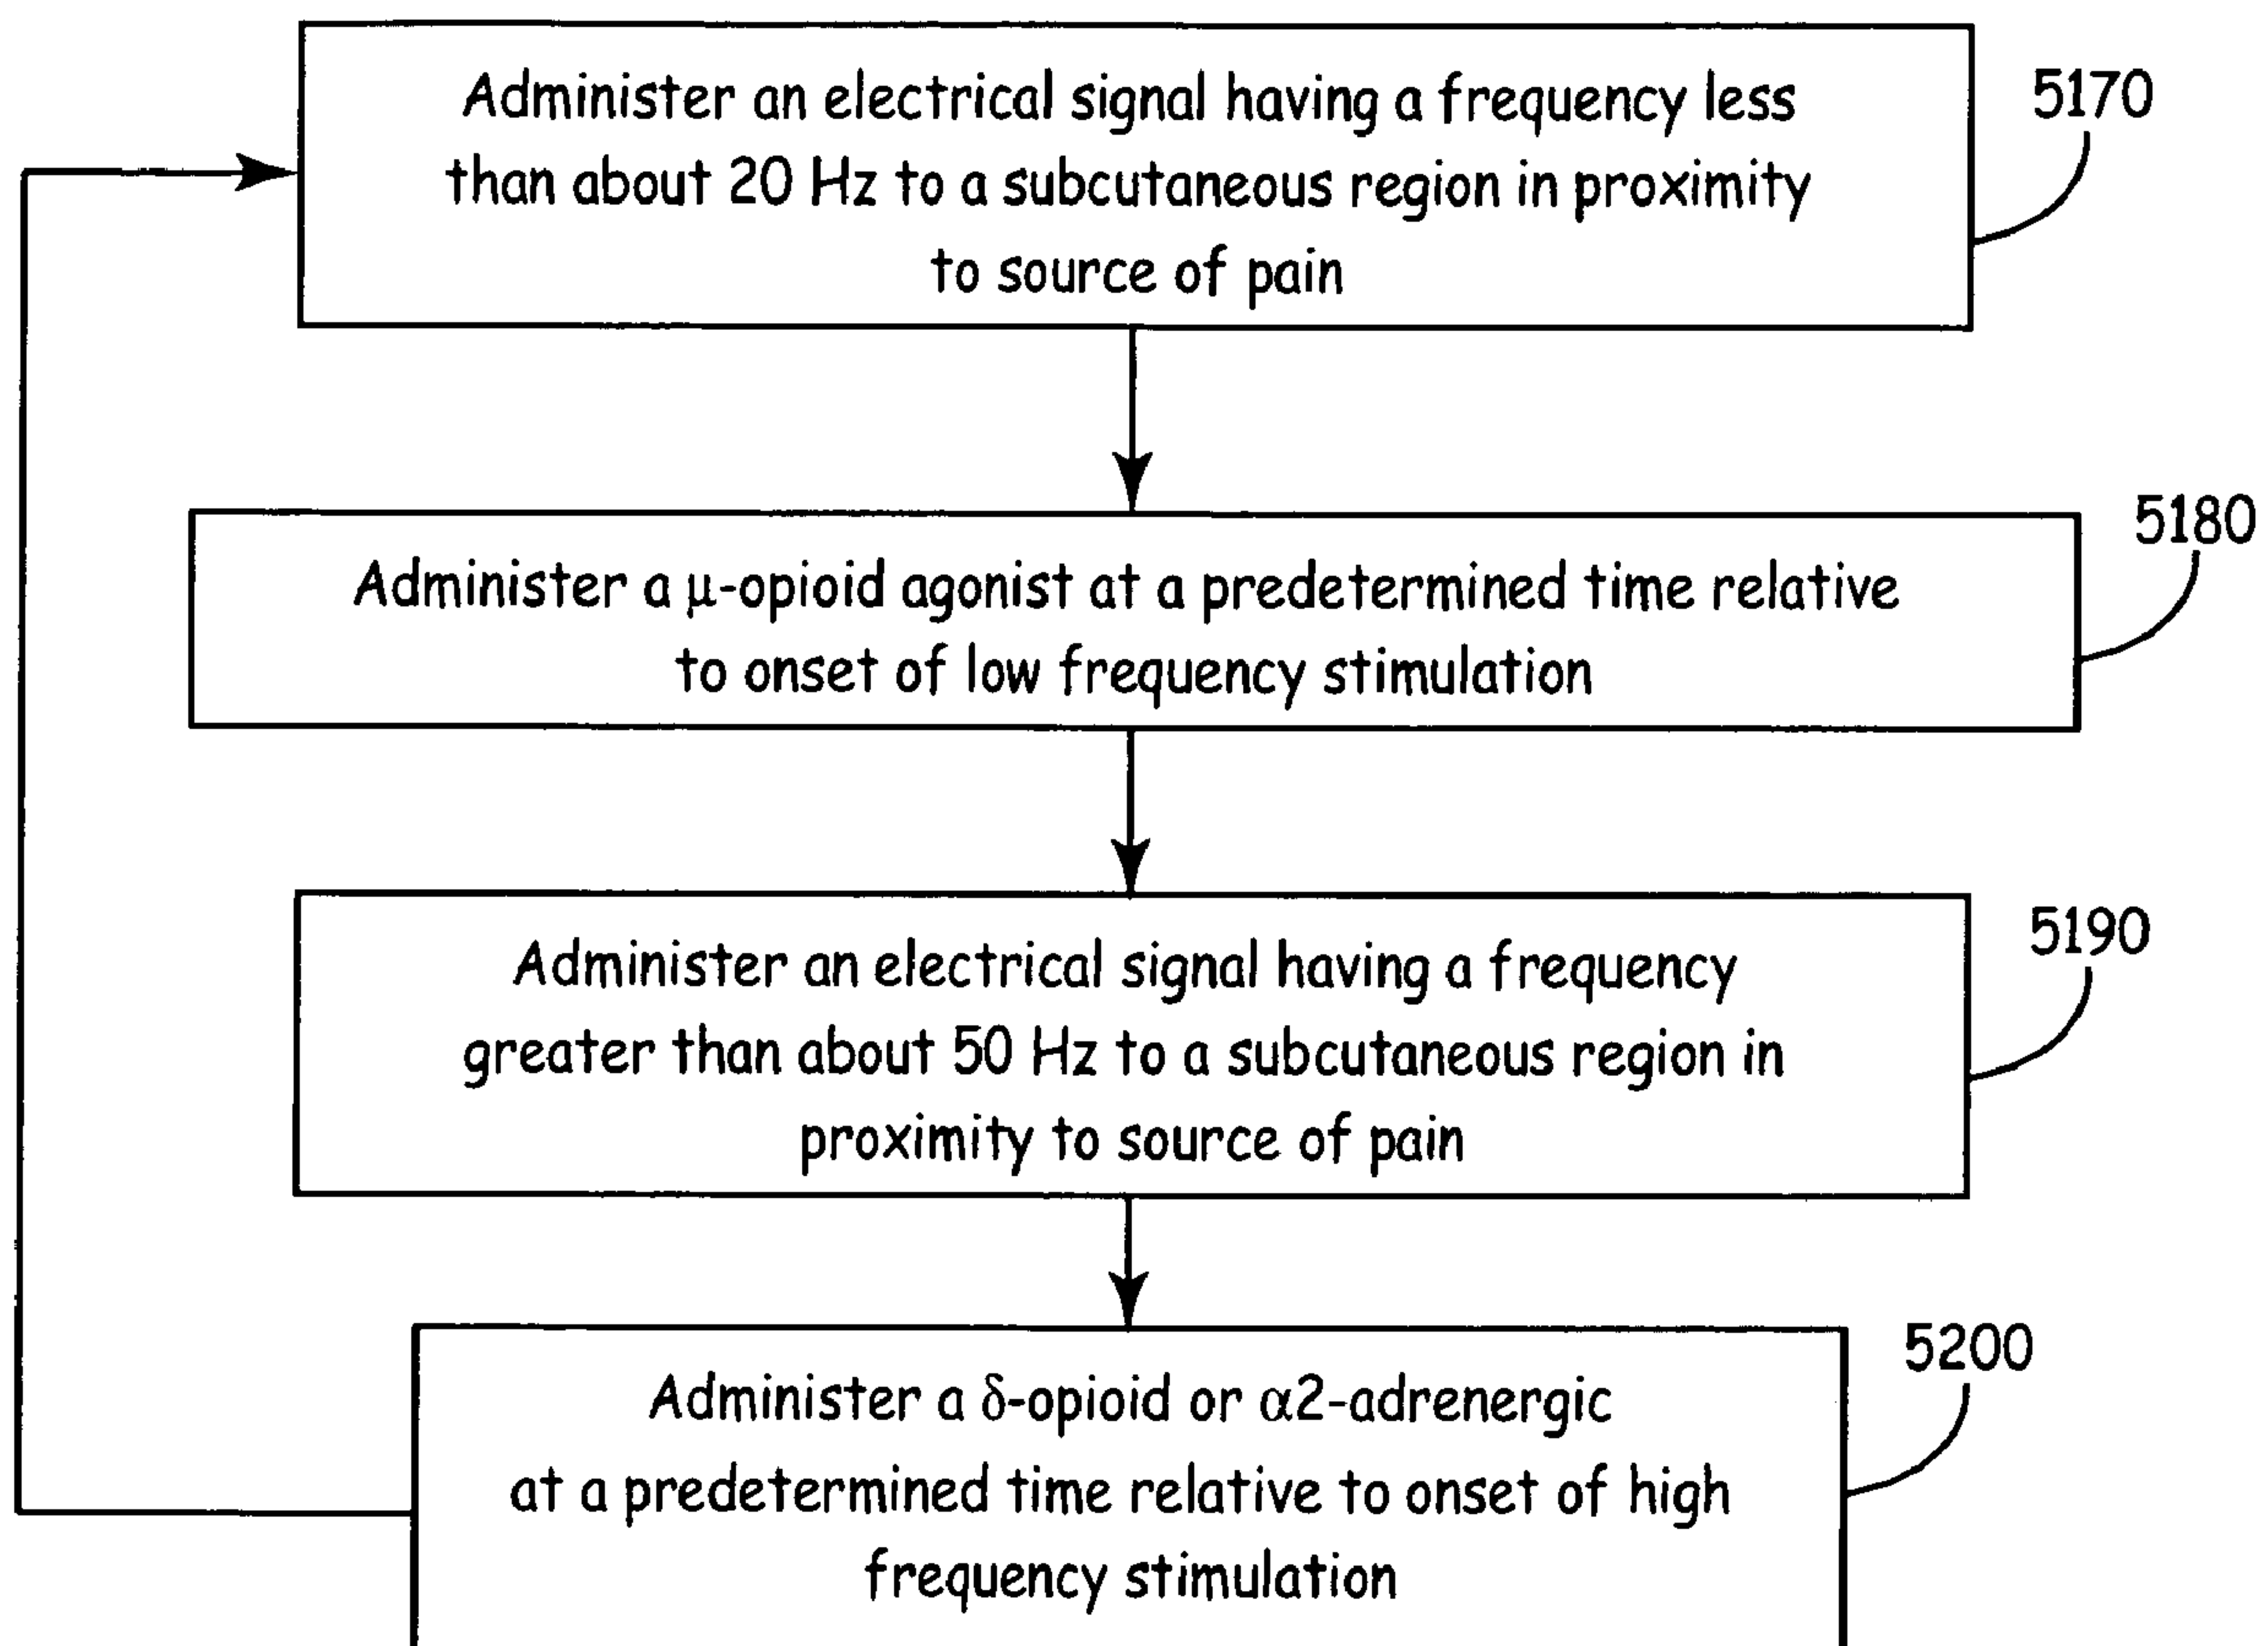 Administer an electrical signal having a frequency less
than about 20 Hz to a subcutaneous region in proximity
to source of pain
5170
Administer a μ-opioid agonist at a predetermined time relative
to onset of low frequency stimulation
5180
Administer an electrical signal having a frequency
greater than about 50 Hz to a subcutaneous region in
proximity to source of pain
5190
Administer a δ-opioid or α2-adrenergic
at a predetermined time relative to onset of high
frequency stimulation
5200